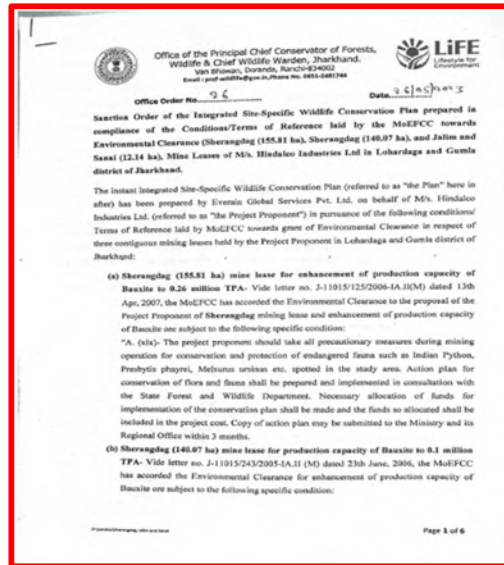 Office of the Principal Chief Conservator of Forests,
Wildlife & Chief Wildlife Warden, Jharkhand.
Van Bhawan, Doranda, Ranchi-834002
Email : pccf-wildlife@gov.in,Phone No. 0651-2481744
LiFE
Lifestyle for
Environment
Office Order No. 26
Date. 26/05/2023
Sanction Order of the Integrated Site-Specific Wildlife Conservation Plan prepared in
compliance of the Conditions/Terms of Reference laid by the MoEFCC towards
Environmental Clearance (Sherangdag (155.81 ha), Sherangdag (140.07 ha), and Jalim and
Sanai (12.14 ha), Mine Leases of M/s. Hindalco Industries Ltd in Lohardaga and Gumla
district of Jharkhand.
The instant Integrated Site-Specific Wildlife Conservation Plan (referred to as "the Plan" here in
after) has been prepared by Everain Global Services Pvt. Ltd. on behalf of M/s. Hindalco
Industries Ltd. (referred to as "the Project Proponent") in pursuance of the following conditions/
Terms of Reference laid by MoEFCC towards grant of Environmental Clearance in respect of
three contiguous mining leases held by the Project Proponent in Lohardaga and Gumla district of
Jharkhand:
(a) Sherangdag (155.81 ha) mine lease for enhancement of production capacity of
Bauxite to 0.26 million TPA- Vide letter no. J-11015/125/2006-IA.II(M) dated 13th
Apr, 2007, the MoEFCC has accorded the Environmental Clearance to the proposal of the
Project Proponent of Sherangdag mining lease and enhancement of production capacity
of Bauxite ore subject to the following specific condition:
"A. (xix)- The project proponent should take all precautionary measures during mining
operation for conservation and protection of endangered fauna such as Indian Python,
Presbytis phayrei, Melsurus ursinus etc. spotted in the study area. Action plan for
conservation of flora and fauna shall be prepared and implemented in consultation with
the State Forest and Wildlife Department. Necessary allocation of funds for
implementation of the conservation plan shall be made and the funds so allocated shall be
included in the project cost. Copy of action plan may be submitted to the Ministry and its
Regional Office within 3 months.
(b) Sherangdag (140.07 ha) mine lease for production capacity of Bauxite to 0.1 million
TPA- Vide letter no. J-11015/243/2005-IA.II (M) dated 23th June, 2006, the MoEFCC
has accorded the Environmental Clearance for enhancement of production capacity of
Bauxite ore subject to the following specific condition:
Page 1 of 6